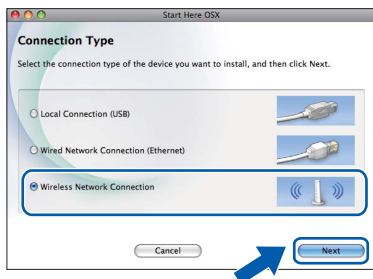 Start Here OSX
Connection Type
Select the connection type of the device you want to install, and then click Next.
Local Connection (USB)
Wired Network Connection (Ethernet)
Wireless Network Connection
Cancel
Next